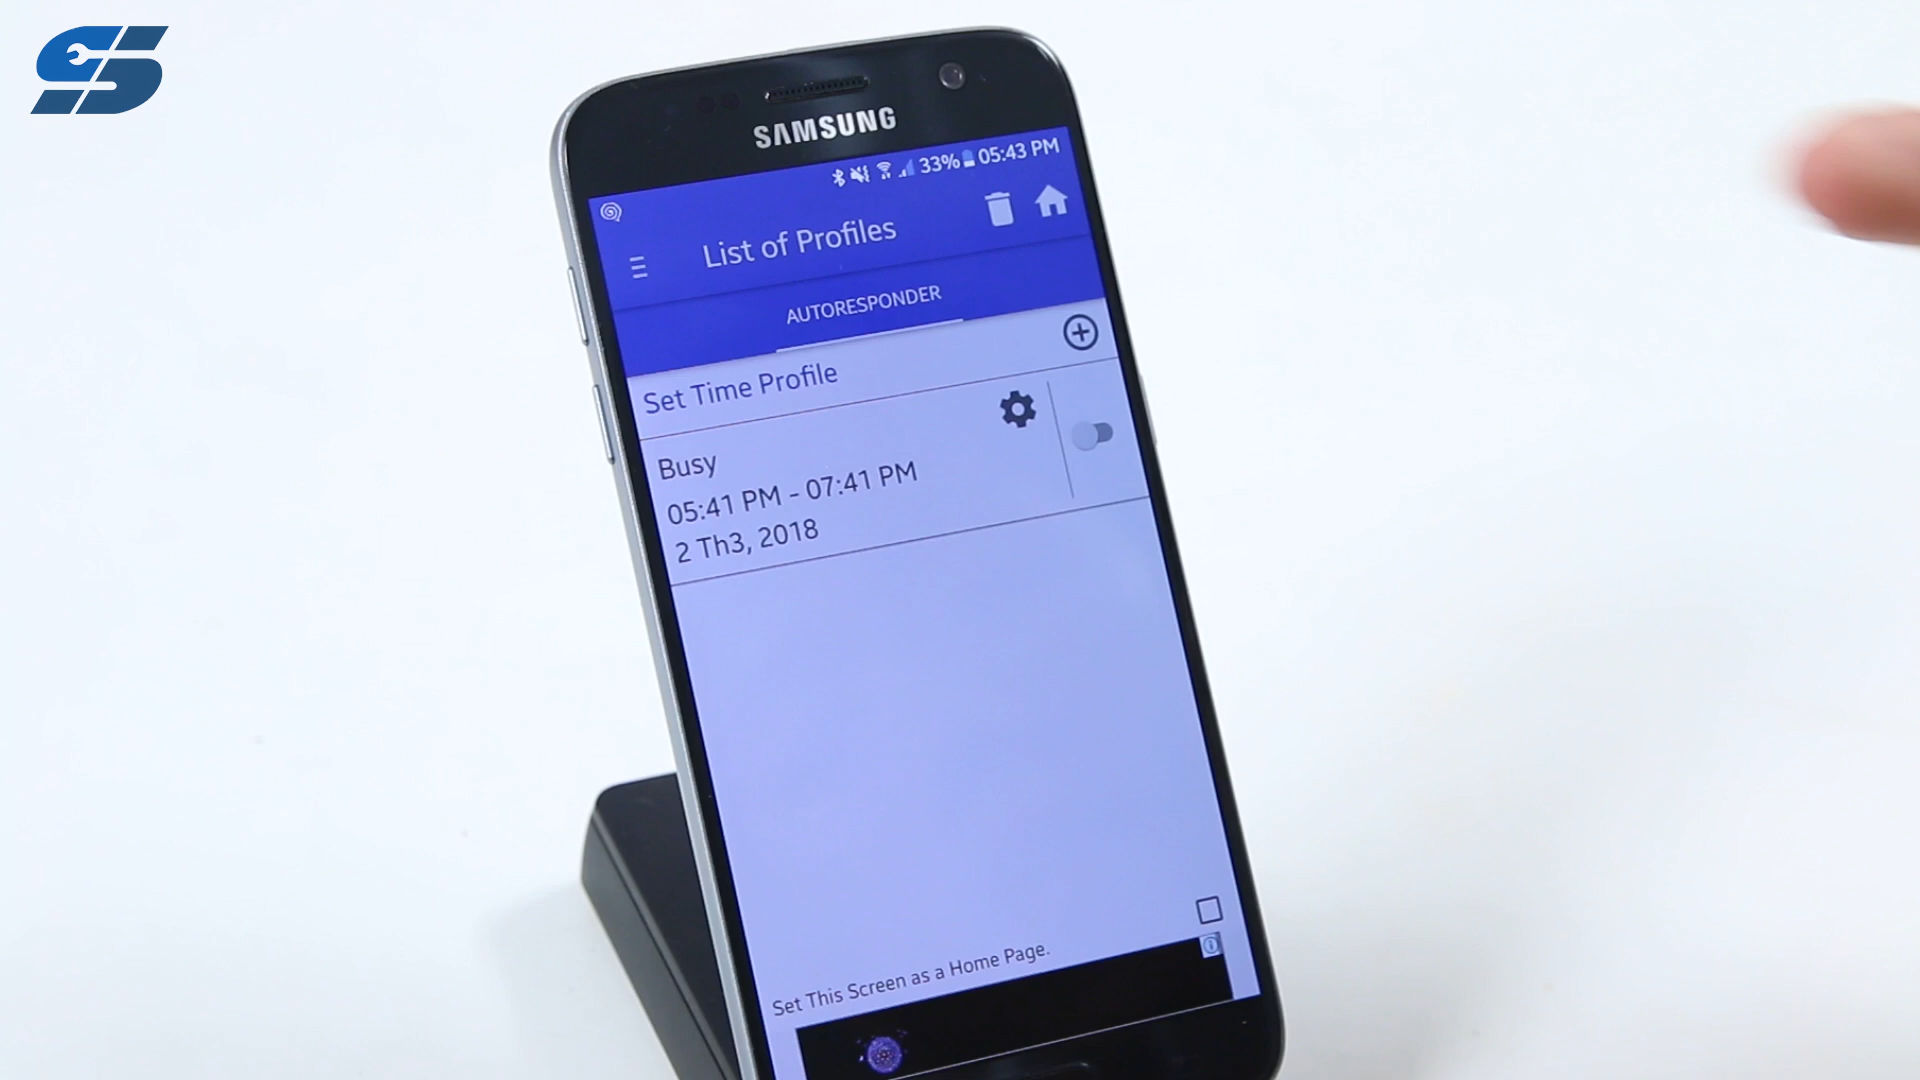 SAMSUNG
33% 05:43 PM
List of Profiles
AUTORESPONDER
Set Time Profile
Busy
05:41 PM - 07:41 PM
2 Th3, 2018
Set This Screen as a Home Page.